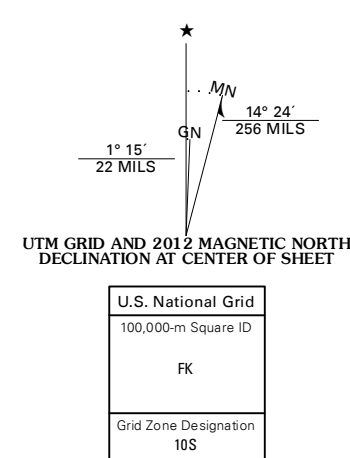 ★
MN
GN
14° 24´
256 MILS
1° 15´
22 MILS
UTM GRID AND 2012 MAGNETIC NORTH
DECLINATION AT CENTER OF SHEET
U.S. National Grid
100,000-m Square ID
FK
Grid Zone Designation
10S